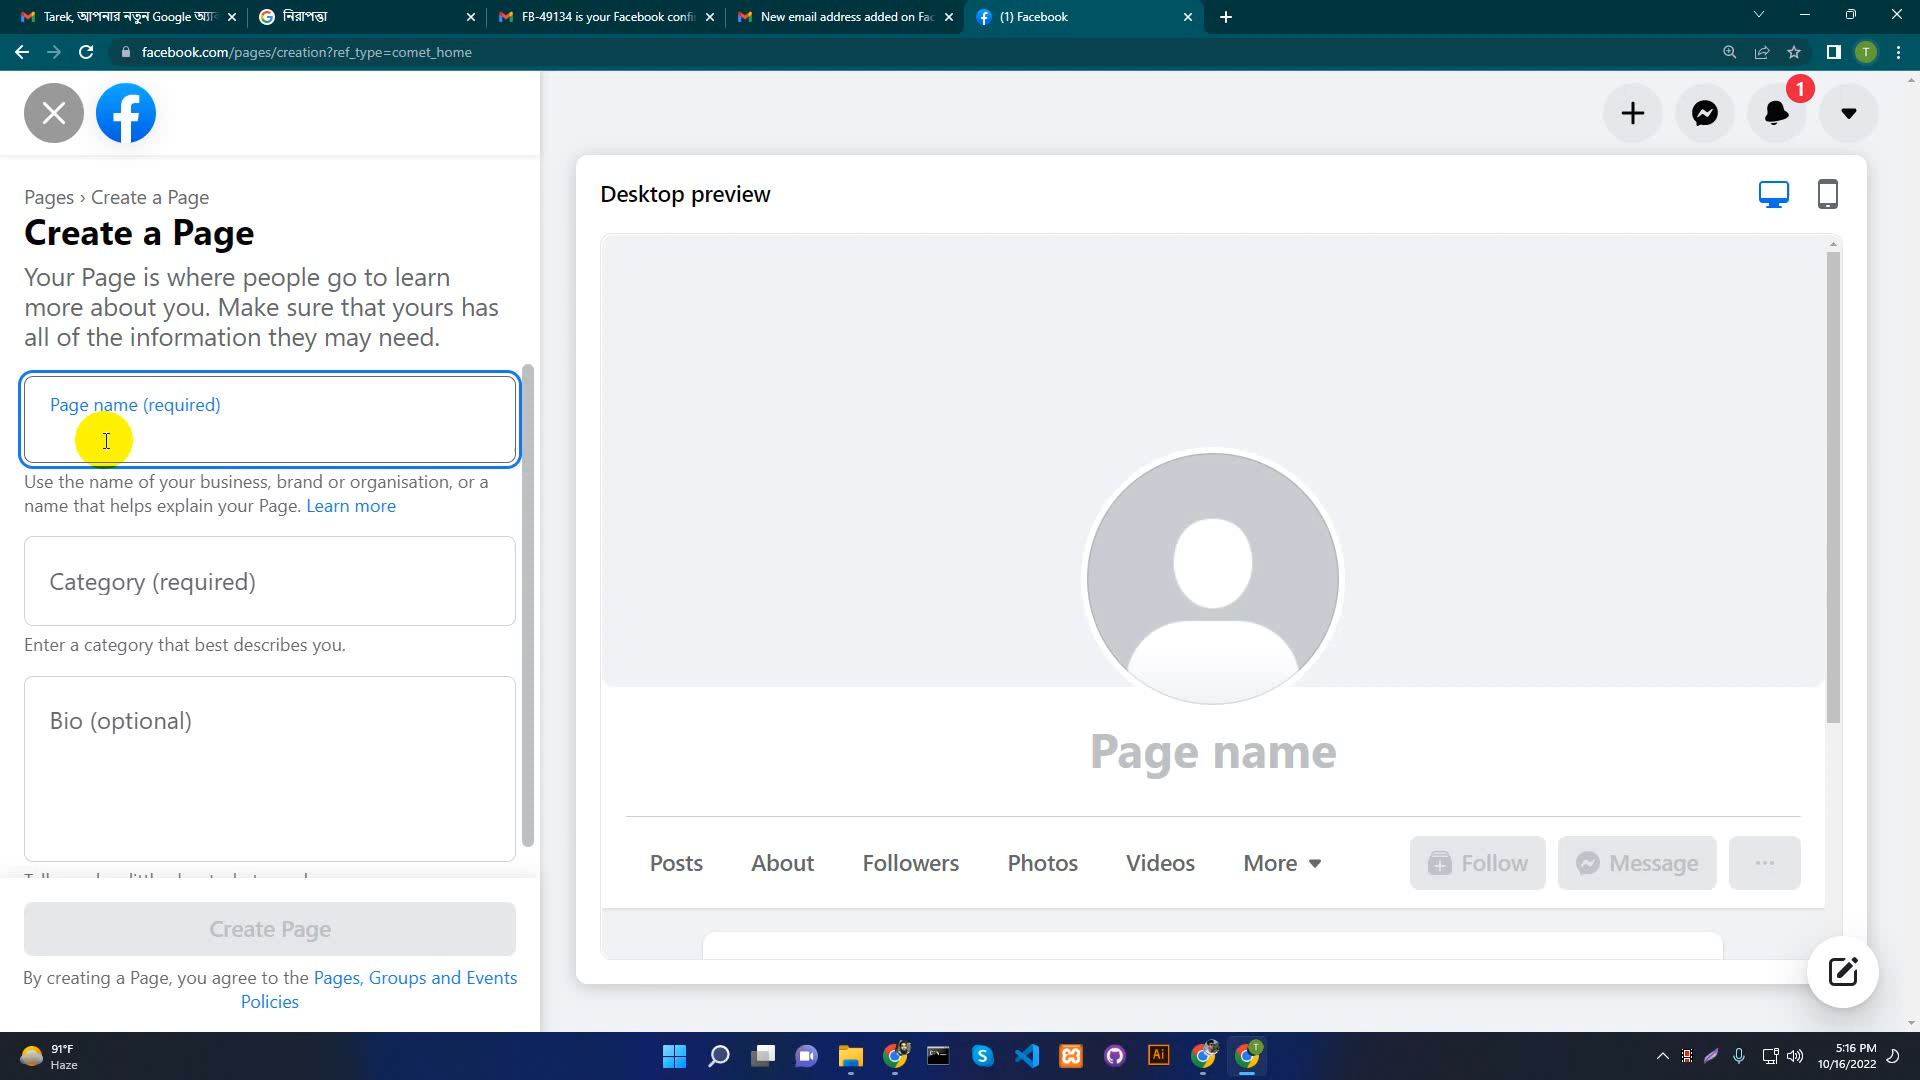 Tarek, আপনার নতুন Google অ্যা
নিরাপত্তা
FB-49134 is your Facebook confi
New email address added on Fac
(1) Facebook
facebook.com/pages/creation?ref_type=comet_home
T
1
Pages › Create a Page
Create a Page
Your Page is where people go to learn
more about you. Make sure that yours has
all of the information they may need.
Page name (required)
Use the name of your business, brand or organisation, or a
name that helps explain your Page. Learn more
Category (required)
Enter a category that best describes you.
Bio (optional)
Create Page
By creating a Page, you agree to the Pages, Groups and Events
Policies
Desktop preview
Page name
Posts
About
Followers
Photos
Videos
More
Follow
Message
91°F
Haze
Ai
T
5:16 PM
10/16/2022